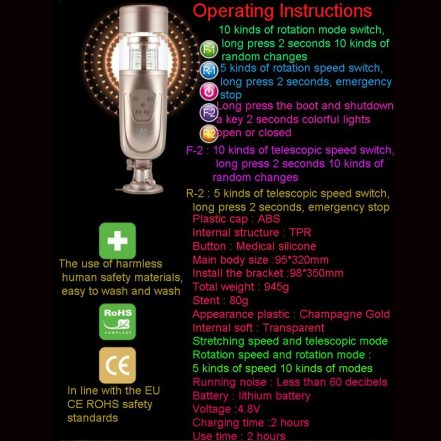 Operating Instructions
10 kinds of rotation mode switch,
long press 2 seconds 10 kinds of
random changes
F-1
5 kinds of rotation speed switch,
long press 2 seconds, emergency
stop
R-1
Long press the boot and shutdown
a key 2 seconds colorful lights
open or closed
F-2
R-2
F-2 : 10 kinds of telescopic speed switch,
long press 2 seconds 10 kinds of
random changes
R-2 : 5 kinds of telescopic speed switch,
long press 2 seconds, emergency stop
Plastic cap : ABS
Internal structure : TPR
Button : Medical silicone
Main body size :95*320mm
Install the bracket :98*350mm
Total weight : 945g
Stent : 80g
Appearance plastic : Champagne Gold
Internal soft : Transparent
Stretching speed and telescopic mode
Rotation speed and rotation mode :
5 kinds of speed 10 kinds of modes
Running noise : Less than 60 decibels
Battery : lithium battery
Voltage :4.8V
Charging time :2 hours
Use time : 2 hours
The use of harmless
human safety materials,
easy to wash and wash
RoHS
COMPLIANT
CE
In line with the EU
CE ROHS safety
standards